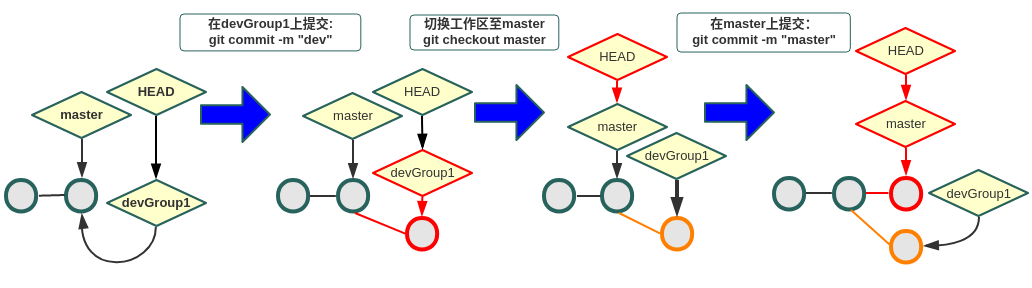 在devGroup1上提交:
git commit -m "dev"
切换工作区至master
git checkout master
在master上提交：
git commit -m "master"
HEAD
master
devGroup1
HEAD
master
devGroup1
HEAD
master
devGroup1
HEAD
master
devGroup1